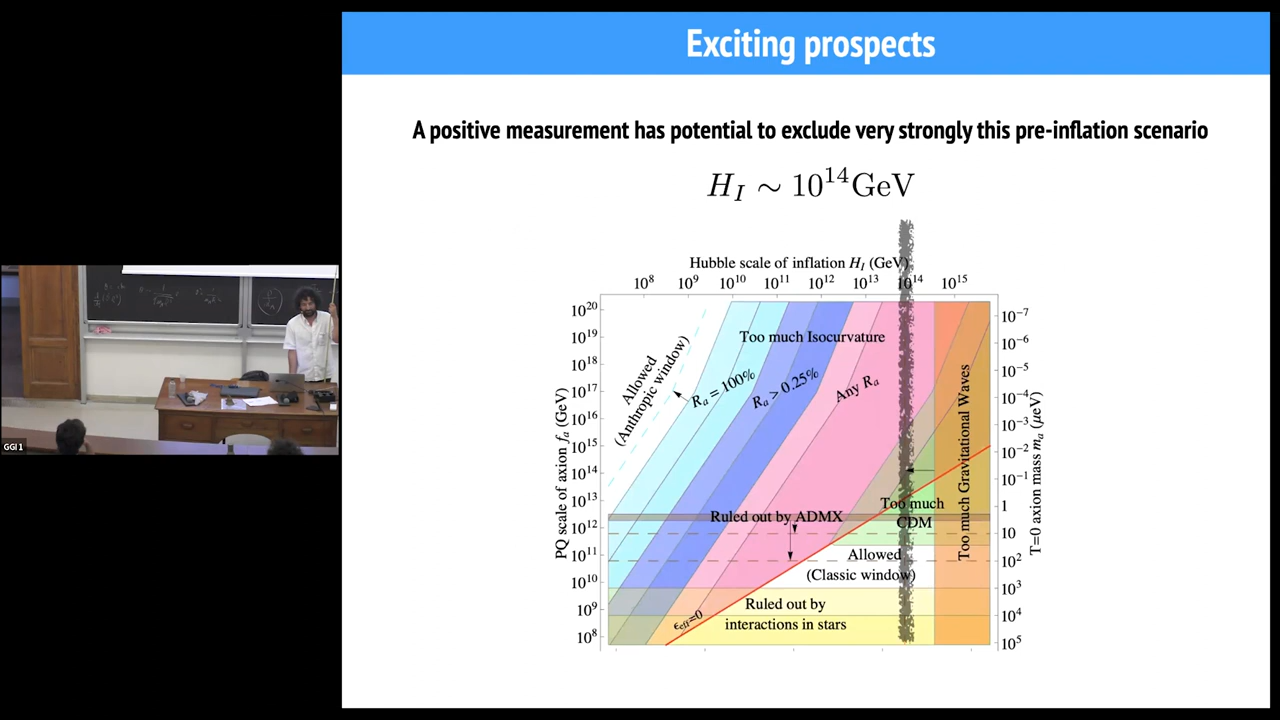 Exciting prospects
A positive measurement has potential to exclude very strongly this pre-inflation scenario
H_I ∼ 10^14 GeV
Hubble scale of inflation H_I (GeV)
10^8 10^9 10^10 10^11 10^12 10^13 10^14 10^15
PQ scale of axion f_a (GeV)
10^20
10^19
10^18
10^17
10^16
10^15
10^14
10^13
10^12
10^11
10^10
10^9
10^8
Allowed
(Anthropic window)
Too much Isocurvature
R_a = 100%
R_a > 0.25%
Any R_a
Too much Gravitational Waves
Too much
CDM
Ruled out by ADMX
Allowed
(Classic window)
Ruled out by
interactions in stars
ϵ_eff=0
10^-7
10^-6
10^-5
10^-4
10^-3
10^-2
10^-1
1
10
10^2
10^3
10^4
10^5
T=0 axion mass m_a (μeV)
GGI 1